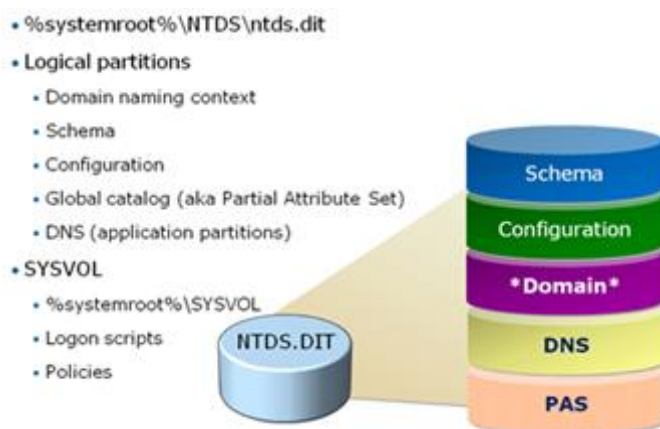 • %systemroot%\NTDS\ntds.dit
• Logical partitions
• Domain naming context
• Schema
• Configuration
• Global catalog (aka Partial Attribute Set)
• DNS (application partitions)
• SYSVOL
• %systemroot%\SYSVOL
• Logon scripts
• Policies
NTDS.DIT
Schema
Configuration
*Domain*
DNS
PAS